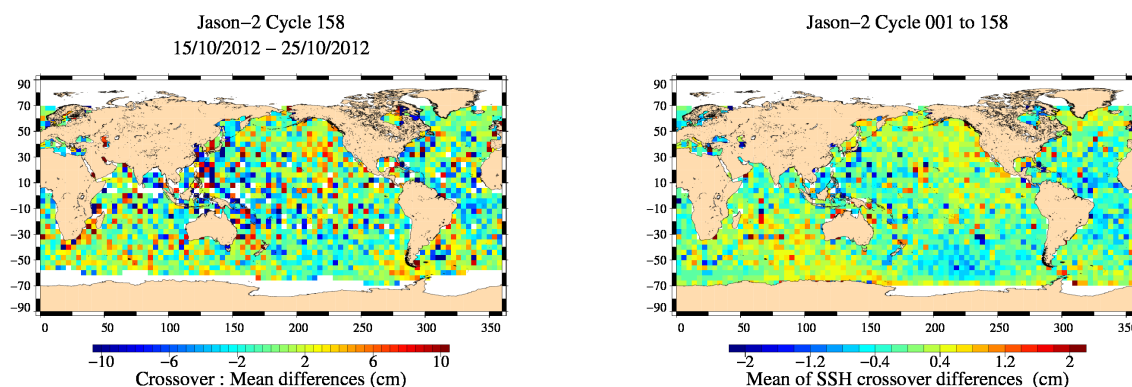 Jason−2 Cycle 158
15/10/2012 − 25/10/2012
90
70
50
30
10
−10
−30
−50
−70
−90
0 50 100 150 200 250 300 350
−10 −6 −2 2 6 10
Crossover : Mean differences (cm)
Jason−2 Cycle 001 to 158
90
70
50
30
10
−10
−30
−50
−70
−90
0 50 100 150 200 250 300 350
−2 −1.2 −0.4 0.4 1.2 2
Mean of SSH crossover differences (cm)